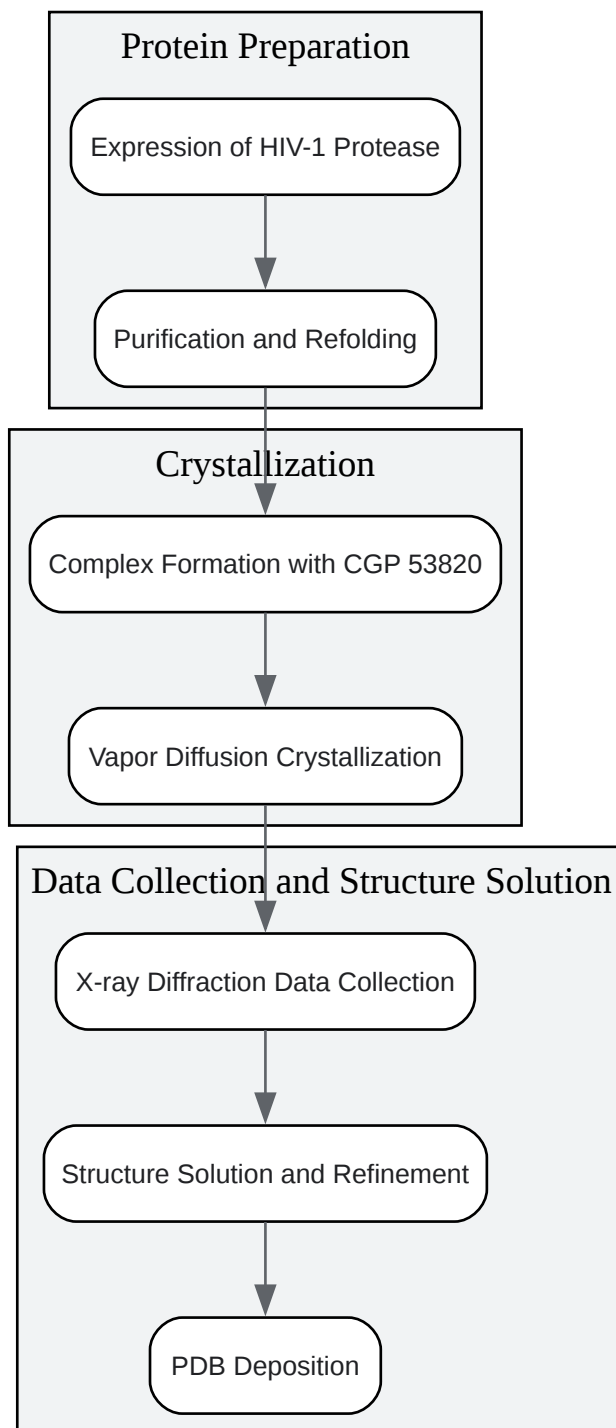 Protein Preparation
Expression of HIV-1 Protease
Purification and Refolding
Crystallization
Complex Formation with CGP 53820
Vapor Diffusion Crystallization
Data Collection and Structure Solution
X-ray Diffraction Data Collection
Structure Solution and Refinement
PDB Deposition